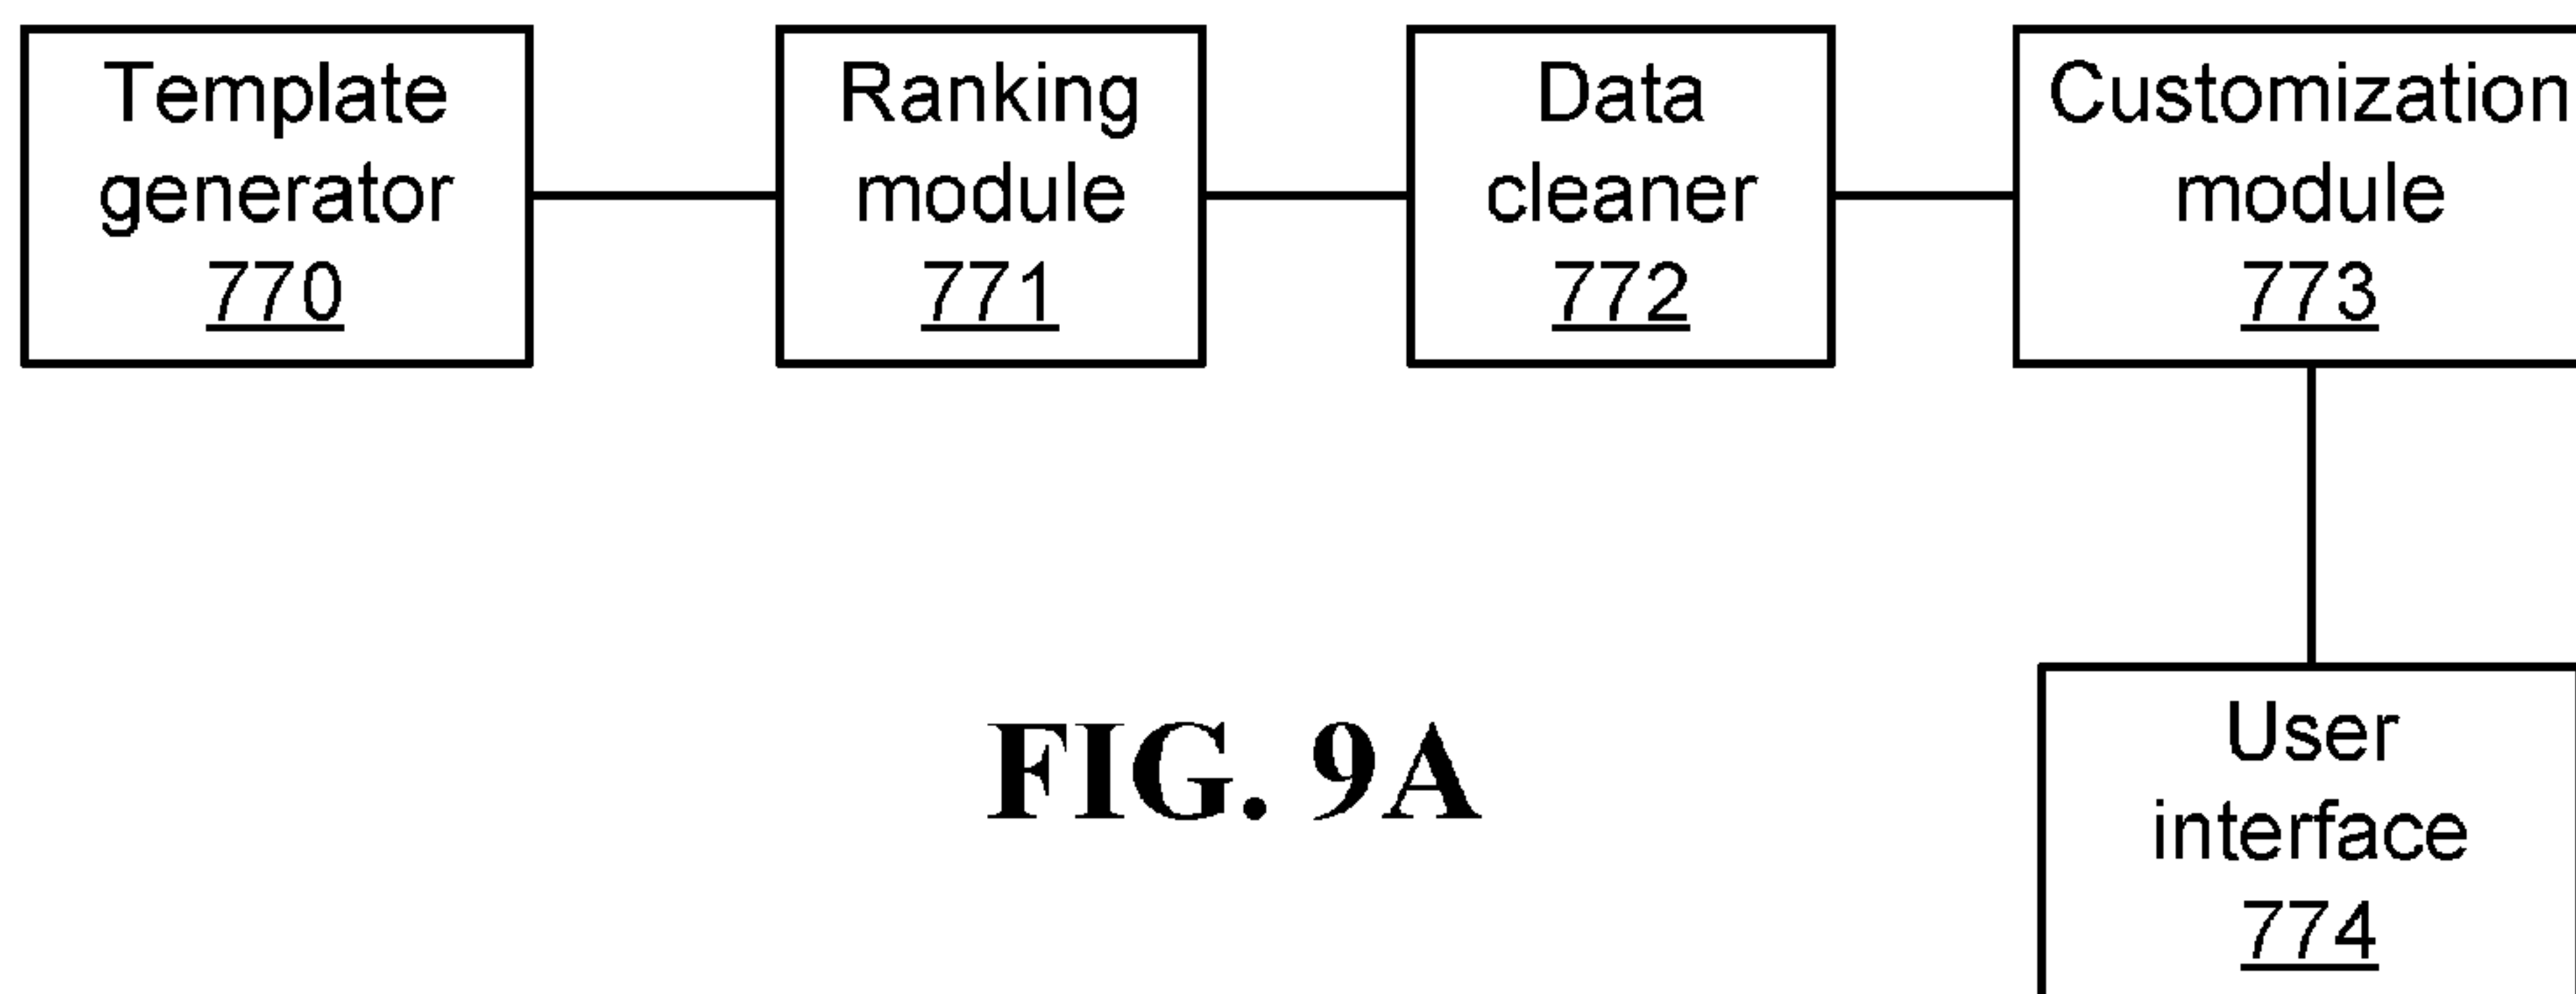 Template
generator
770
Ranking
module
771
Data
cleaner
772
Customization
module
773
User
interface
774
FIG. 9A